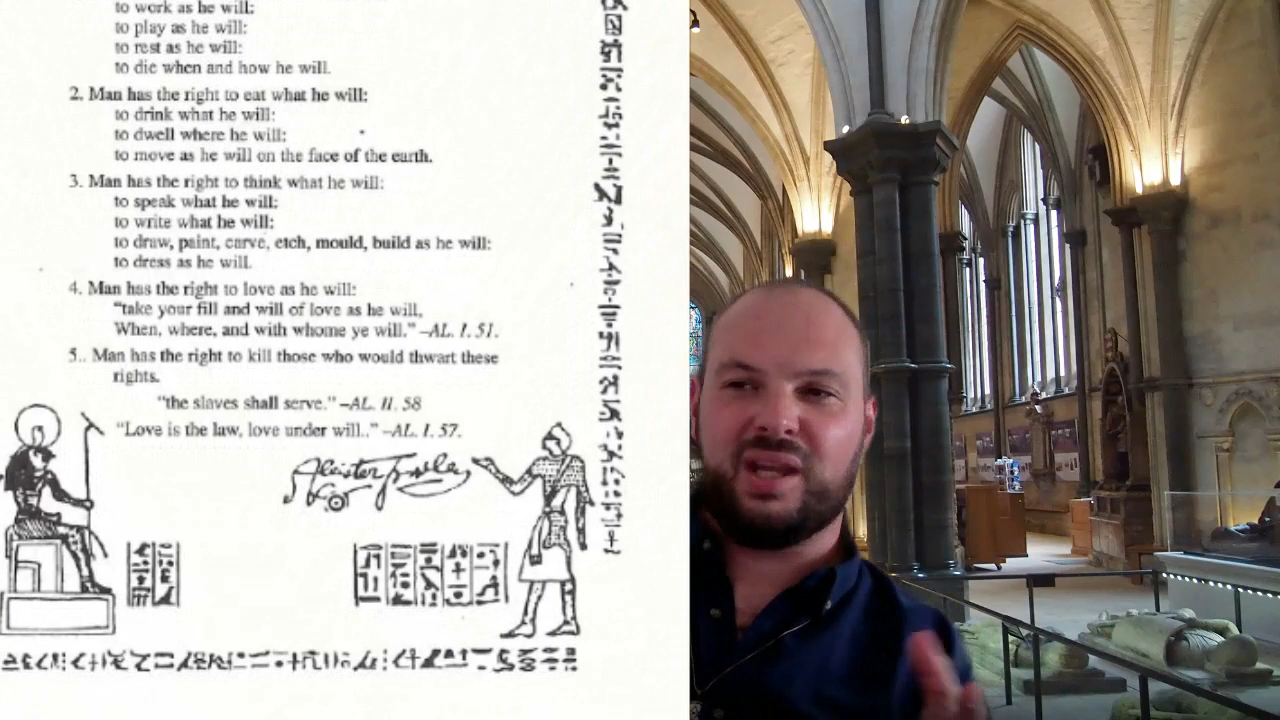 to work as he will:
to play as he will:
to rest as he will:
to die when and how he will.
2. Man has the right to eat what he will:
to drink what he will:
to dwell where he will:
to move as he will on the face of the earth.
3. Man has the right to think what he will:
to speak what he will:
to write what he will:
to draw, paint, carve, etch, mould, build as he will:
to dress as he will.
4. Man has the right to love as he will:
"take your fill and will of love as he will,
When, where, and with whome ye will." –AL. I. 51.
5.. Man has the right to kill those who would thwart these
rights.
"the slaves shall serve." –AL. II. 58
"Love is the law, love under will.." –AL. I. 57.